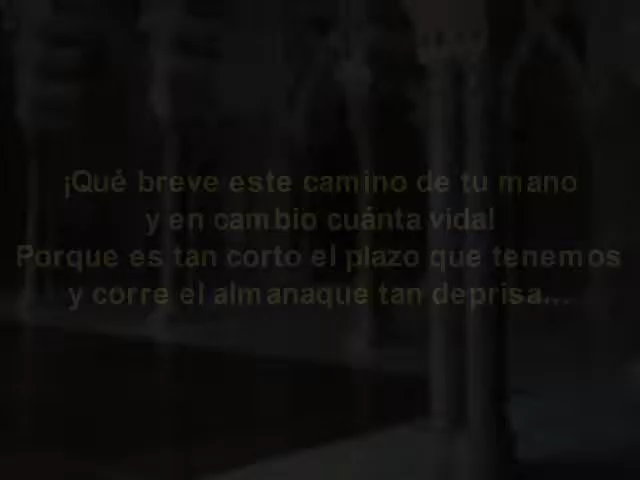 ¡Qué breve este camino de tu mano
y en cambio cuánta vida!
Porque es tan corto el plazo que tenemos
y corre el almanaque tan deprisa...